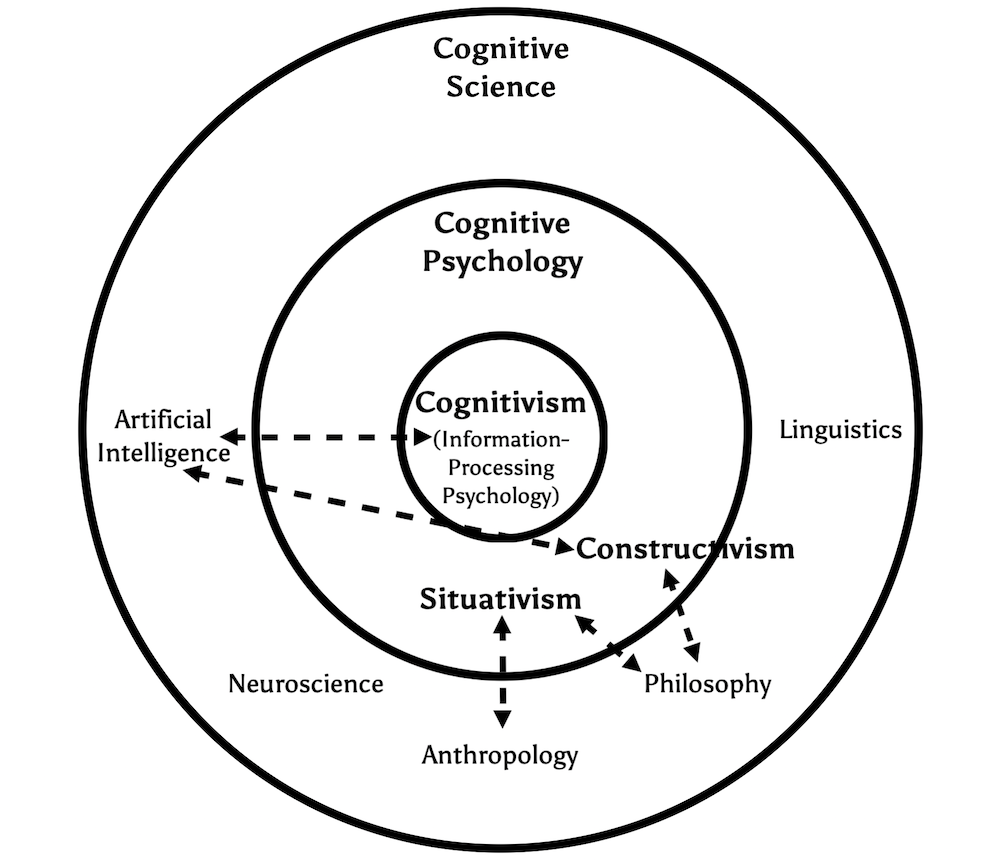 Cognitive
Science
Cognitive
Psychology
Cognitivism
(Information-
Processing
Psychology)
Artificial
Intelligence
Linguistics
Constructivism
Situativism
Neuroscience
Philosophy
Anthropology